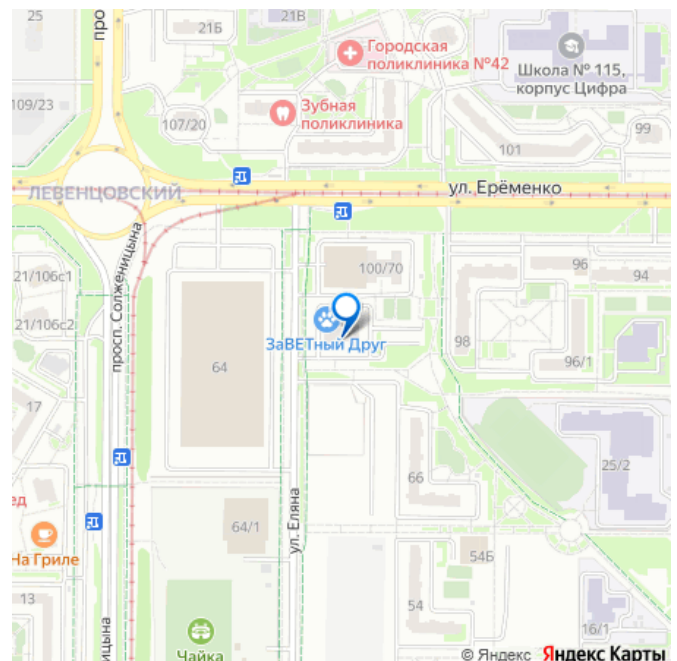 25
про
21Б
21В
Городская
поликлиника №42
Школа № 115,
корпус Цифра
109/23
107/20
Зубная
поликлиника
101
99
ЛЕВЕНЦОВСКИЙ
ул. Ерёменко
просп. Солженицына
21/106с1
100/70
96
94
21/106с2
ЗаВЕТный Друг
98
96/1
64
17
66
25/2
ед
64/1
ул. Еляна
На Гриле
54Б
13
54
16/1
ицына
Чайка
© Яндекс Яндекс Карты